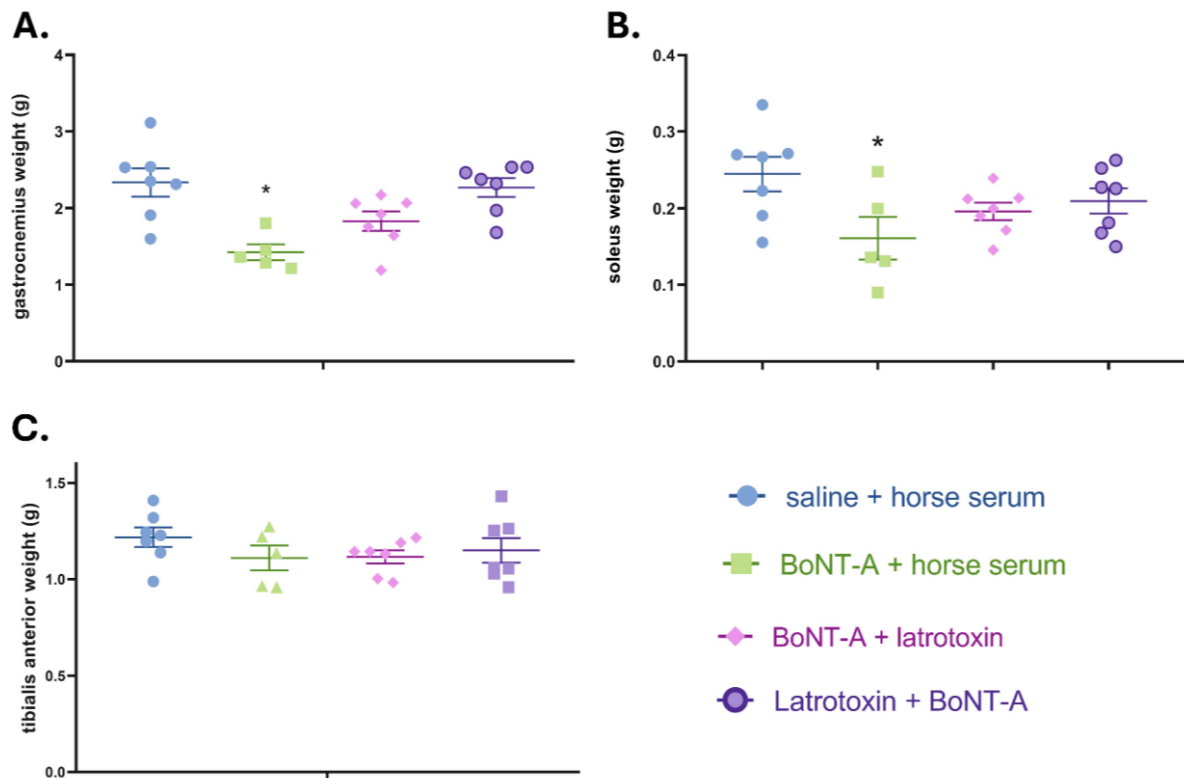 A.
gastrocnemius weight (g)
4
3
2
1
0
*
B.
soleus weight (g)
0.4
0.3
0.2
0.1
0.0
*
C.
tibialis anterior weight (g)
1.5
1.0
0.5
0.0
saline + horse serum
BoNT-A + horse serum
BoNT-A + latrotoxin
Latrotoxin + BoNT-A